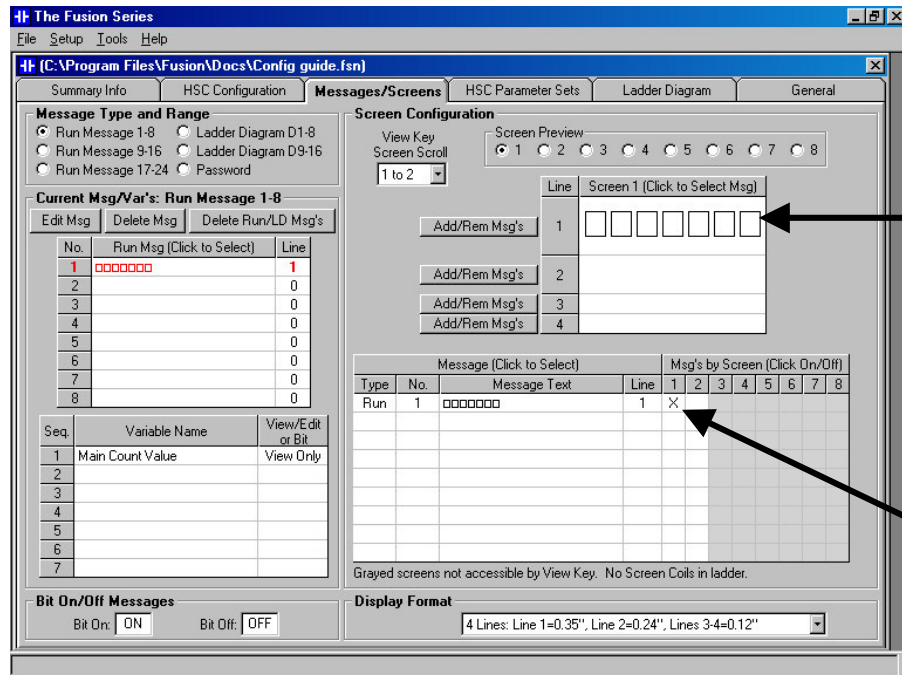 The Fusion Series
File Setup Tools Help
(C:\Program Files\Fusion\Docs\Config guide.fsn)
Summary Info HSC Configuration Messages/Screens HSC Parameter Sets Ladder Diagram General
Message Type and Range
Run Message 1-8 Ladder Diagram D1-8
Run Message 9-16 Ladder Diagram D9-16
Run Message 17-24 Password
Current Msg/Var's: Run Message 1-8
Edit Msg Delete Msg Delete Run/LD Msg's
No. Run Msg (Click to Select) Line
1 □□□□□□□ 1
2 0
3 0
4 0
5 0
6 0
7 0
8 0
Seq. Variable Name View/Edit or Bit
1 Main Count Value View Only
2
3
4
5
6
7
Bit On/Off Messages
Bit On: ON Bit Off: OFF
Screen Configuration
View Key
Screen Scroll
1 to 2
Screen Preview
1 2 3 4 5 6 7 8
Line Screen 1 (Click to Select Msg)
Add/Rem Msg's 1 □□□□□□□
Add/Rem Msg's 2
Add/Rem Msg's 3
Add/Rem Msg's 4
Message (Click to Select) Msg's by Screen (Click On/Off)
Type No. Message Text Line 1 2 3 4 5 6 7 8
Run 1 □□□□□□□ 1 X
Grayed screens not accessible by View Key. No Screen Coils in ladder.
Display Format
4 Lines: Line 1=0.35", Line 2=0.24", Lines 3-4=0.12"